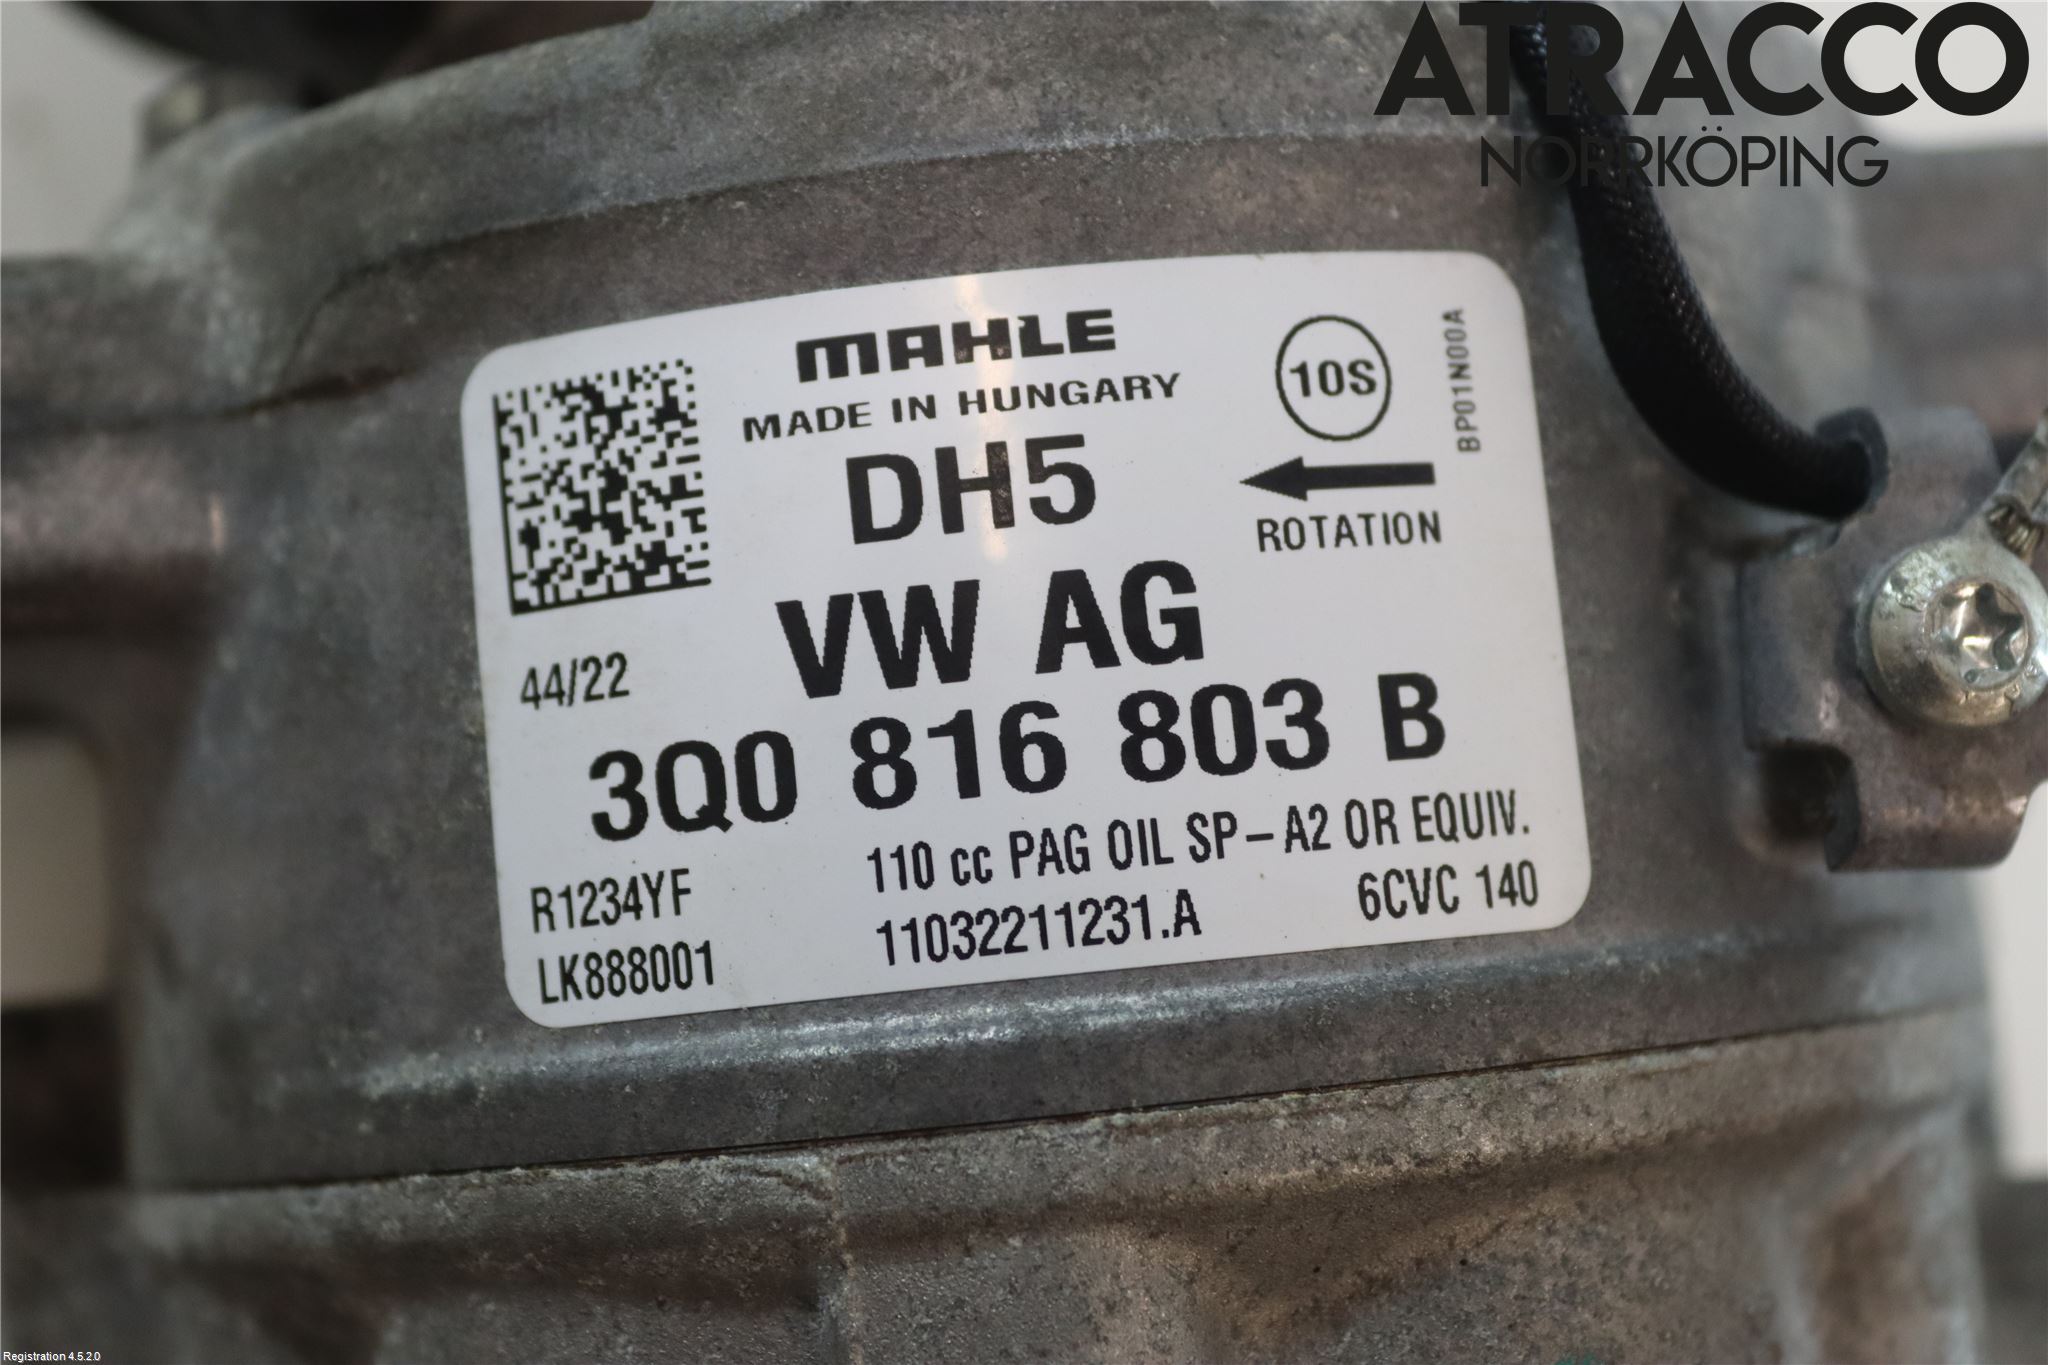 ATRACCO
NORRKÖPING
MAHLE
MADE IN HUNGARY
DH5
10S
BP01N00A
ROTATION
VW AG
44/22
3Q0 816 803 B
110 cc PAG OIL SP-A2 OR EQUIV.
R1234YF
11032211231.A
6CVC 140
LK888001
Registration 4.5.2.0